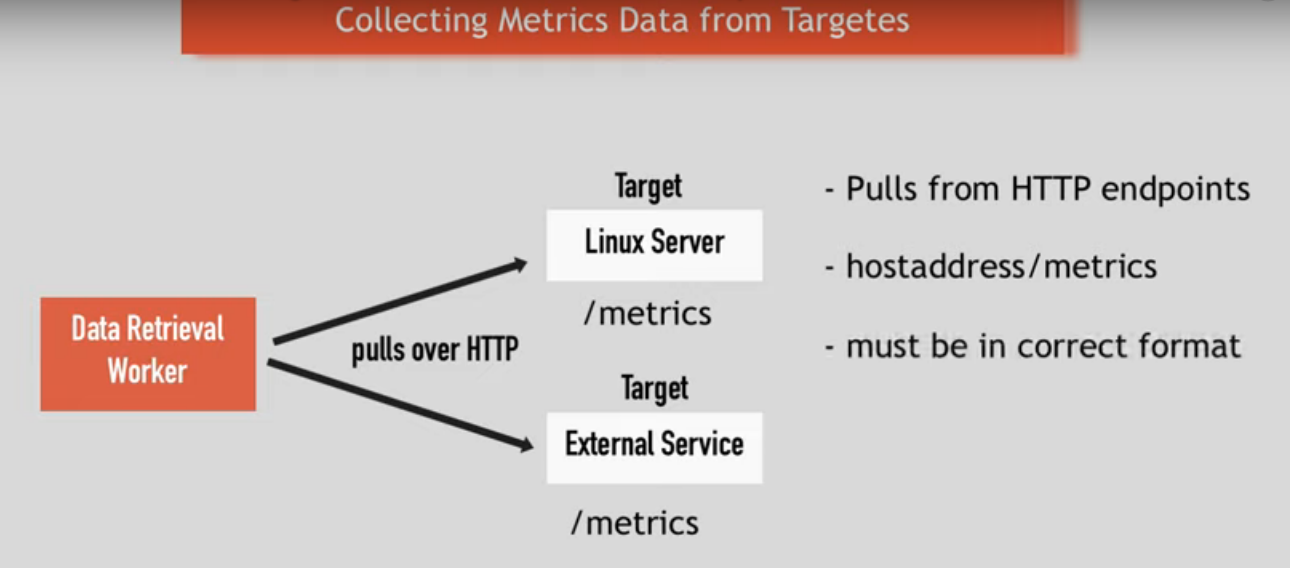 Collecting Metrics Data from Targetes
Target
Linux Server
/metrics
Data Retrieval
Worker
pulls over HTTP
Target
External Service
/metrics
- Pulls from HTTP endpoints
- hostaddress/metrics
- must be in correct format